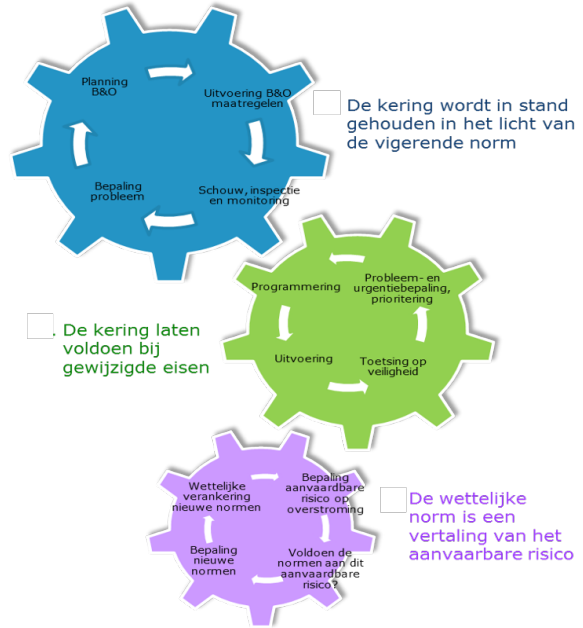 Planning
B&O
Uitvoering B&O
maatregelen
Schouw, inspectie
en monitoring
Bepaling
probleem
De kering wordt in stand
gehouden in het licht van
de vigerende norm
Programmering
Probleem- en
urgentiebepaling,
prioritering
Uitvoering
Toetsing op
veiligheid
. De kering laten
voldoen bij
gewijzigde eisen
Wettelijke
verankering
nieuwe normen
Bepaling
aanvaardbare
risico op
overstroming
Bepaling
nieuwe
normen
Voldoen de
normen aan dit
aanvaardbare
risico?
De wettelijke
norm is een
vertaling van het
aanvaarbare risico